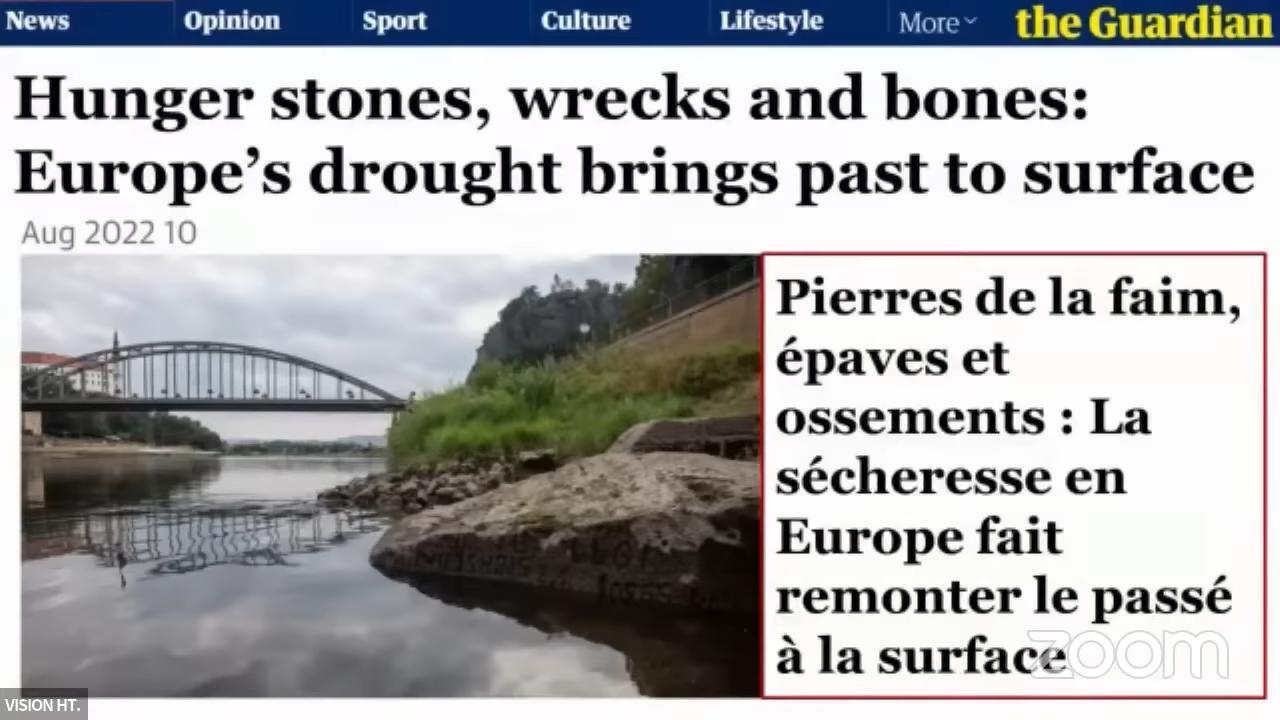 News Opinion Sport Culture Lifestyle More the Guardian
Hunger stones, wrecks and bones:
Europe’s drought brings past to surface
Aug 2022 10
Pierres de la faim,
épaves et
ossements : La
sécheresse en
Europe fait
remonter le passé
à la surface
zoom
VISION HT.